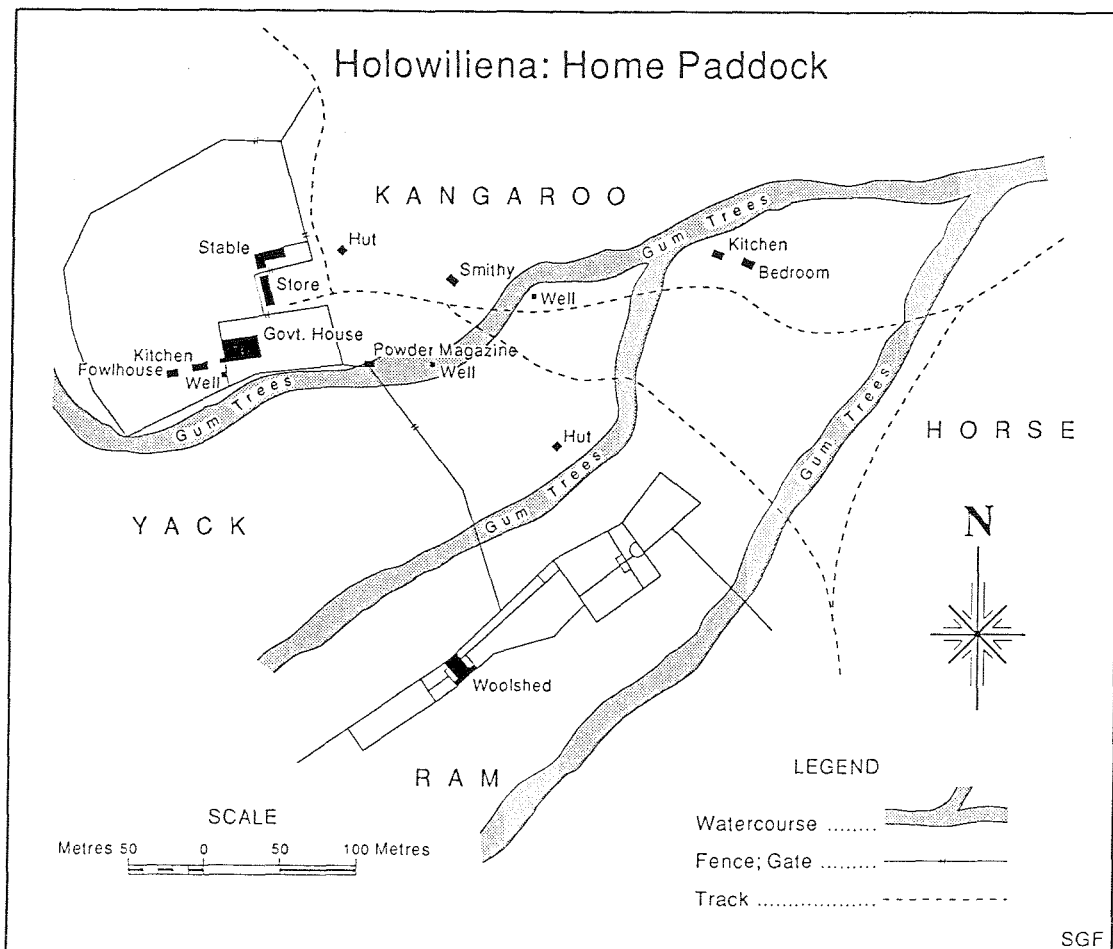 Holowiliena: Home Paddock
KANGAROO
Gum Trees
Stable
Hut
Kitchen
Smithy
Bedroom
Store
Well
Govt. House
Kitchen
Powder Magazine
Fowlhouse
Well
Well
Gum Trees
Gum Trees
HORSE
Hut
Gum Trees
YACK
N
Woolshed
RAM
LEGEND
SCALE
Watercourse ........
Metres 50 0 50 100 Metres
Fence; Gate .........
Track ..................
SGF